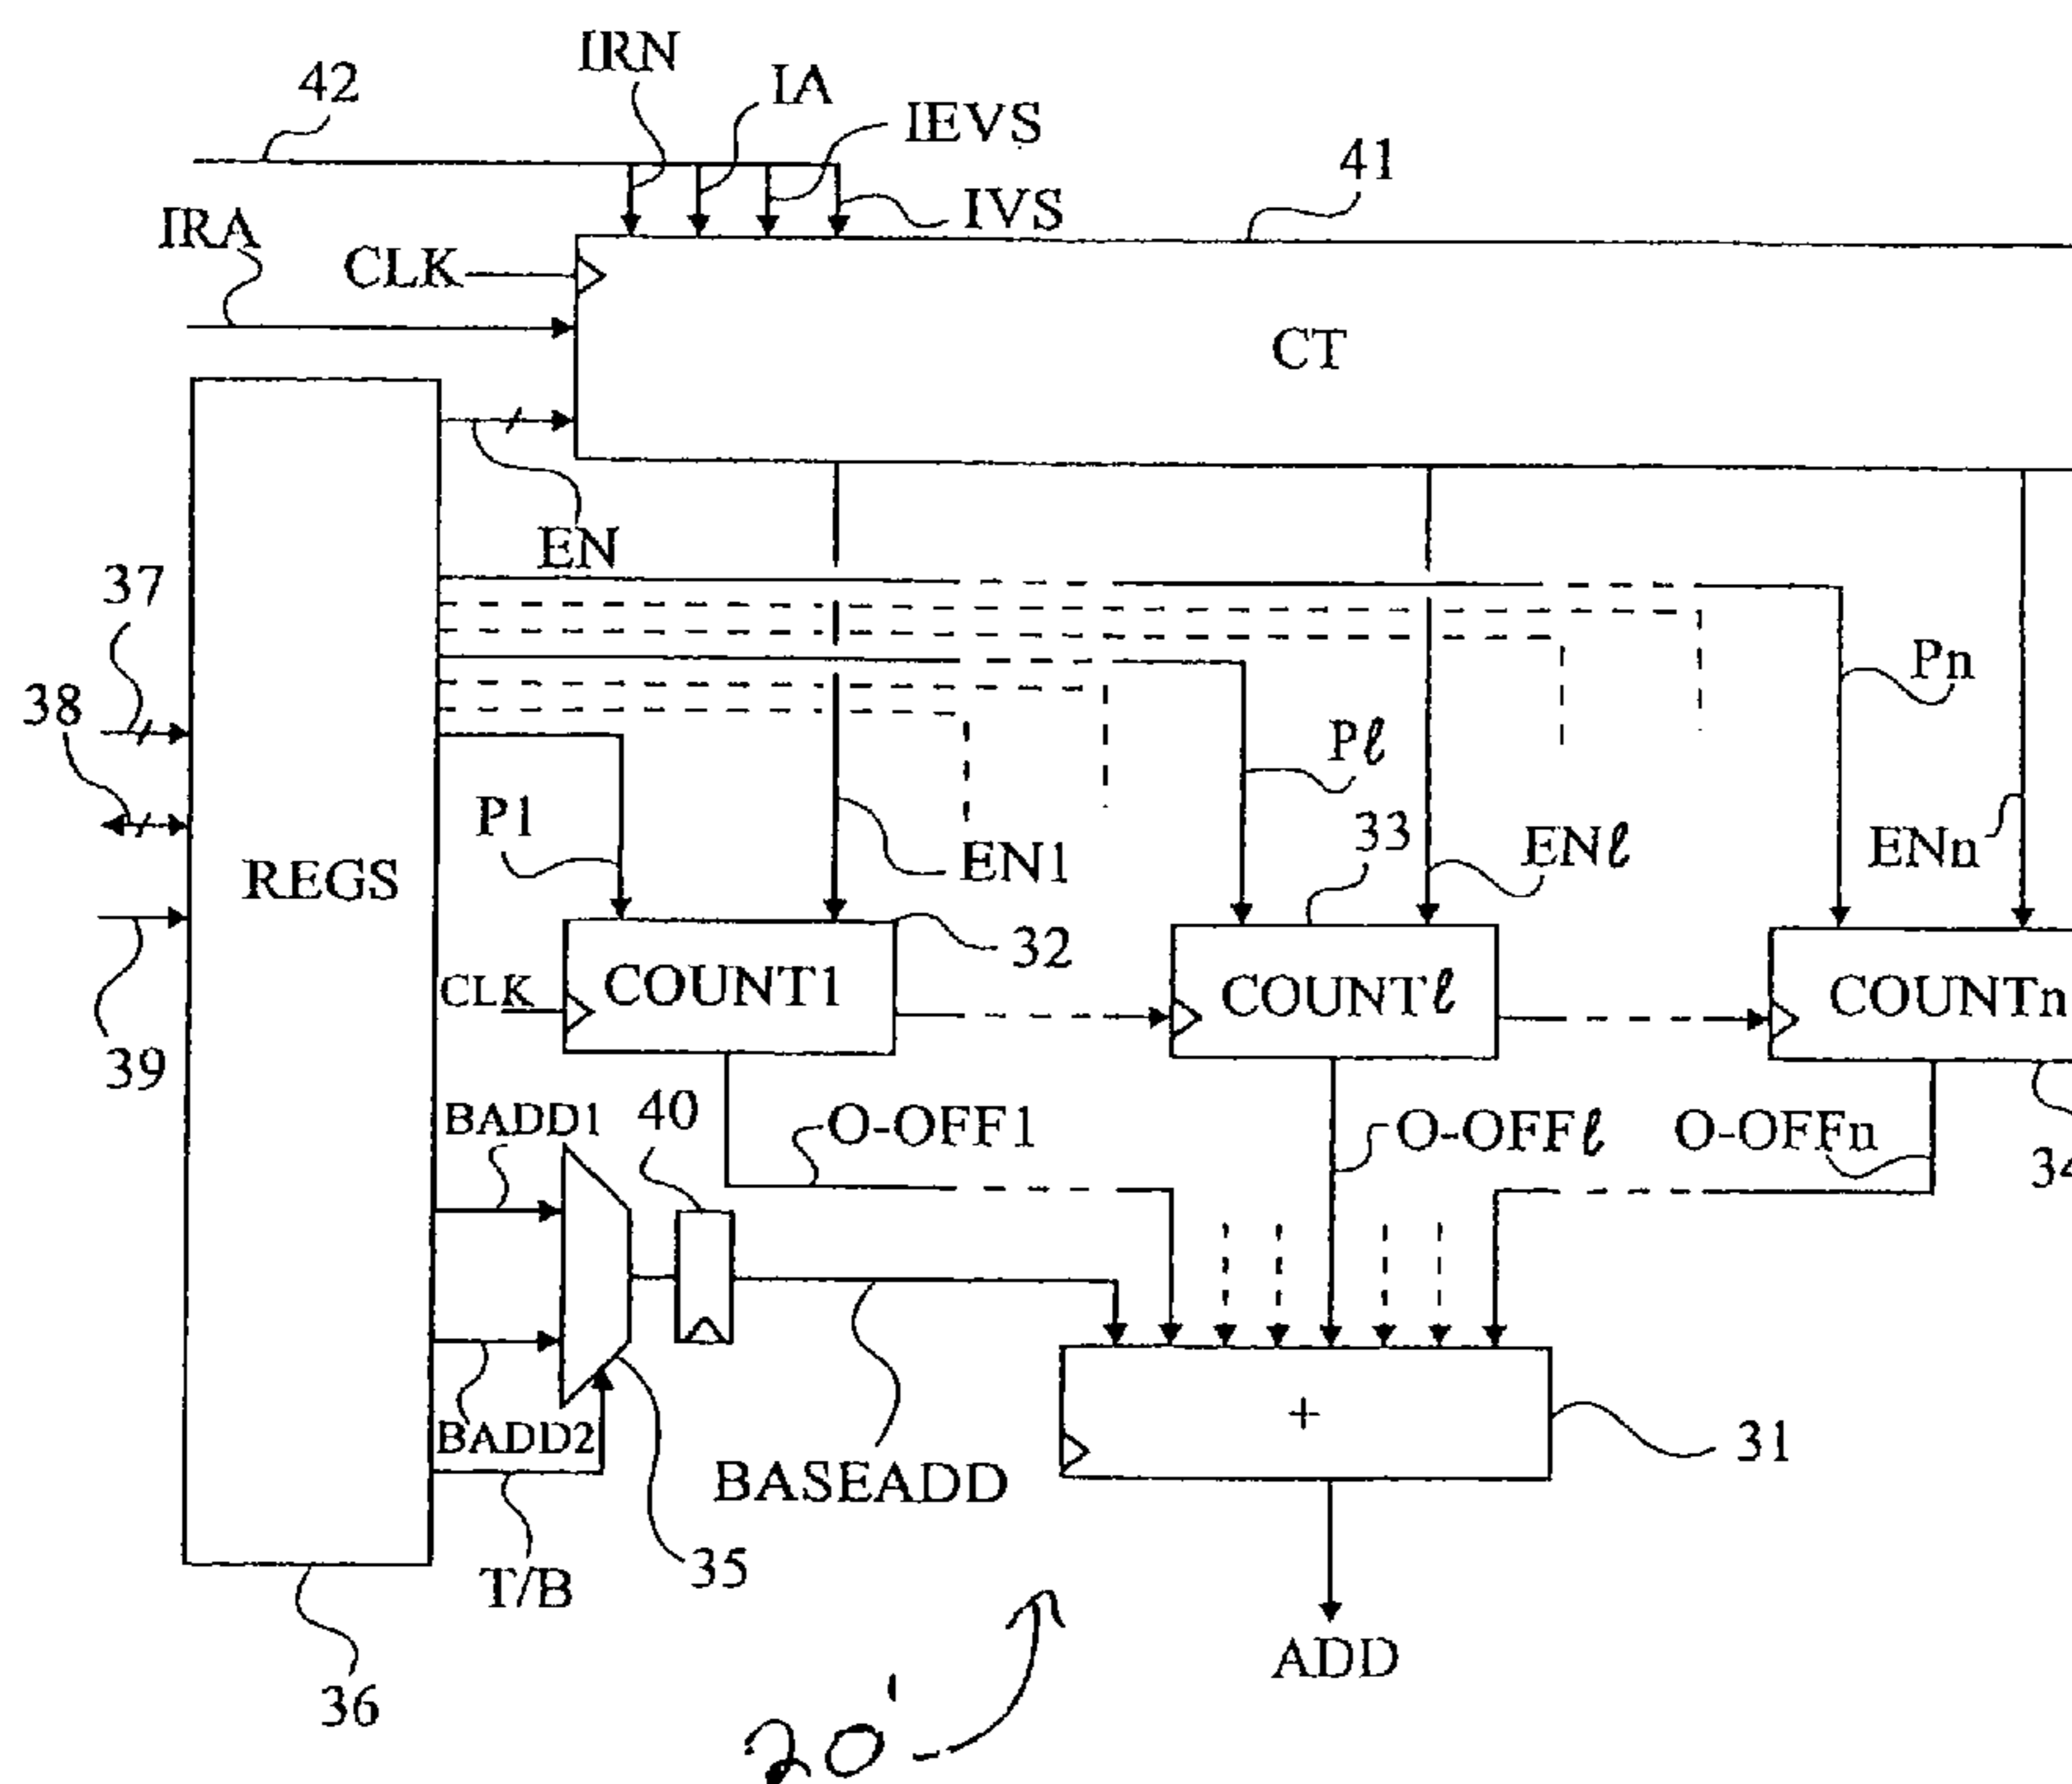 IRN
42
IA
IEVS
41
IVS
IRA
CLK
CT
EN
37
Pn
38
Pℓ
P1
33
ENℓ
ENn
EN1
REGS
32
COUNT1
COUNTℓ
COUNTn
CLK
39
BADD1
40
O-OFF1
O-OFFℓ
O-OFFn
34
+
BADD2
31
BASEADD
35
T/B
ADD
36
20'